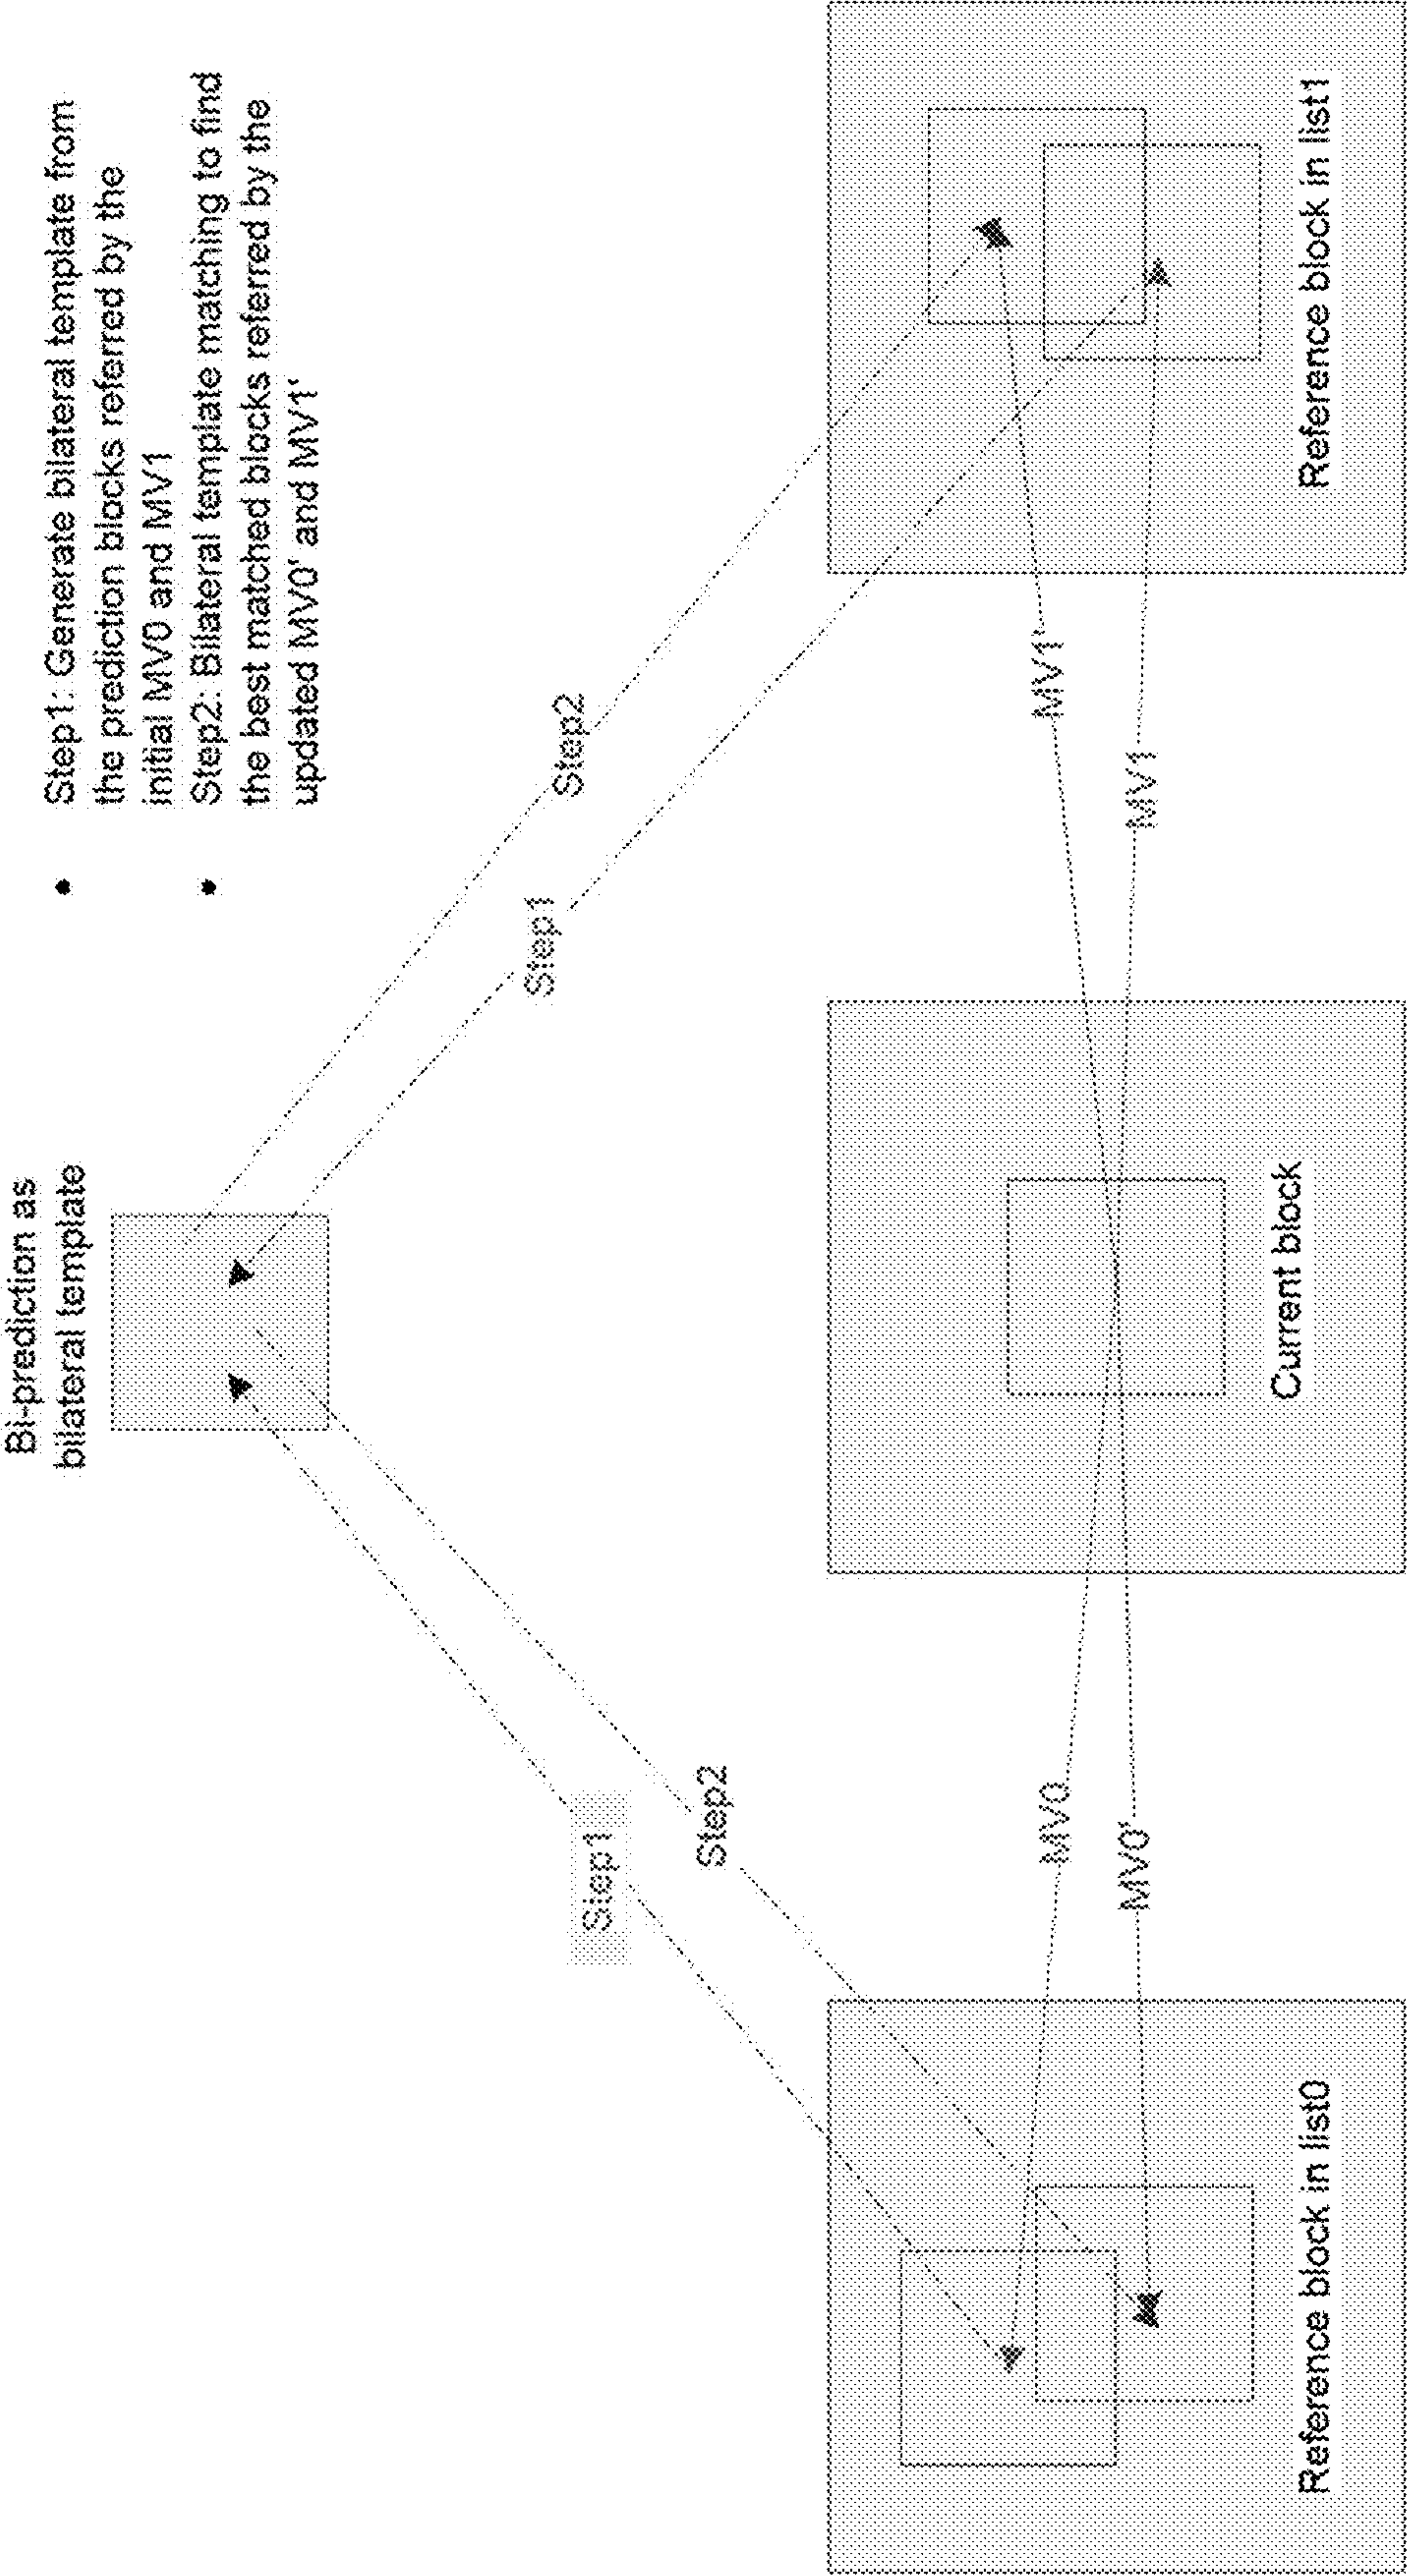 Bi-prediction as
bilateral template
• Step1: Generate bilateral template from
the prediction blocks referred by the
initial MV0 and MV1
• Step2: Bilateral template matching to find
the best matched blocks referred by the
updated MV0' and MV1'
Step1
Step2
Step1
Step2
MV0
MV0'
MV1'
MV1
Reference block in list0
Current block
Reference block in list1